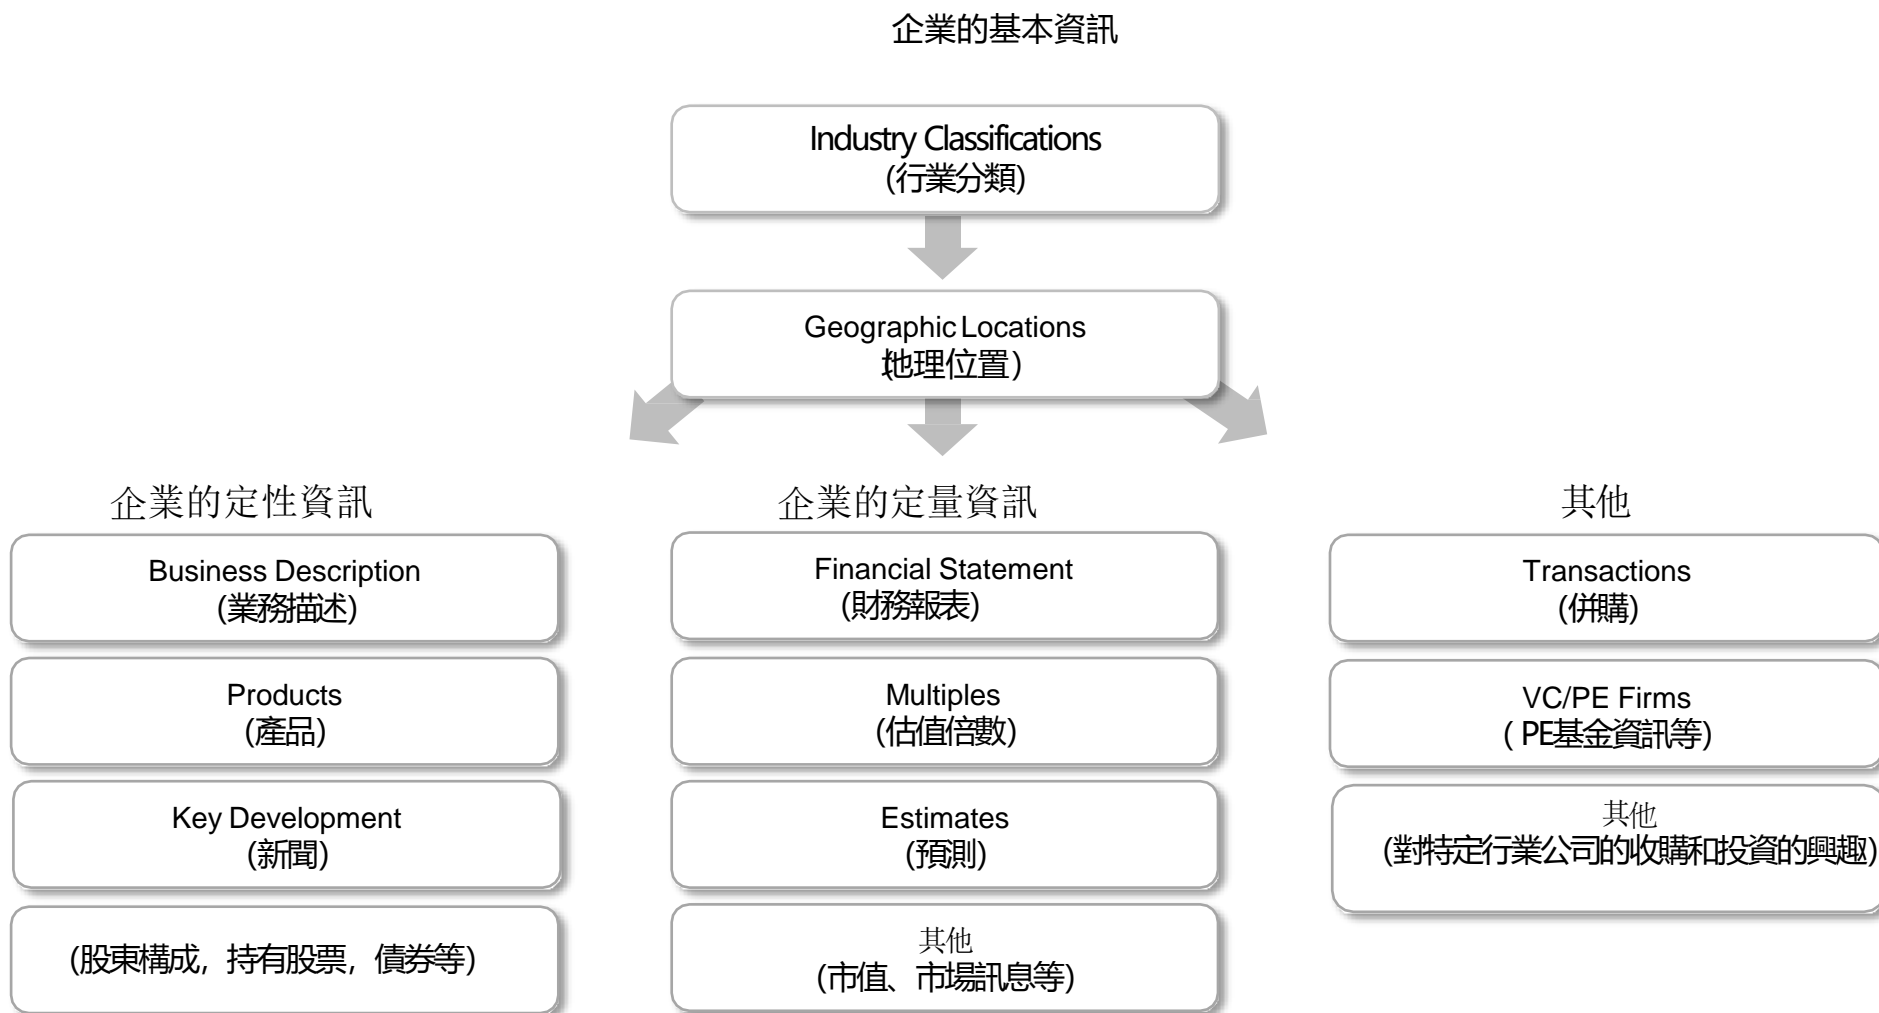 企業的基本資訊
Industry Classifications
(行業分類)
Geographic Locations
(地理位置)
企業的定性資訊
Business Description
(業務描述)
Products
(產品)
Key Development
(新聞)
(股東構成，持有股票，債券等)
企業的定量資訊
Financial Statement
(財務報表)
Multiples
(估值倍數)
Estimates
(預測)
其他
(市值、市場訊息等)
其他
Transactions
(併購)
VC/PE Firms
( PE基金資訊等)
其他
(對特定行業公司的收購和投資的興趣)